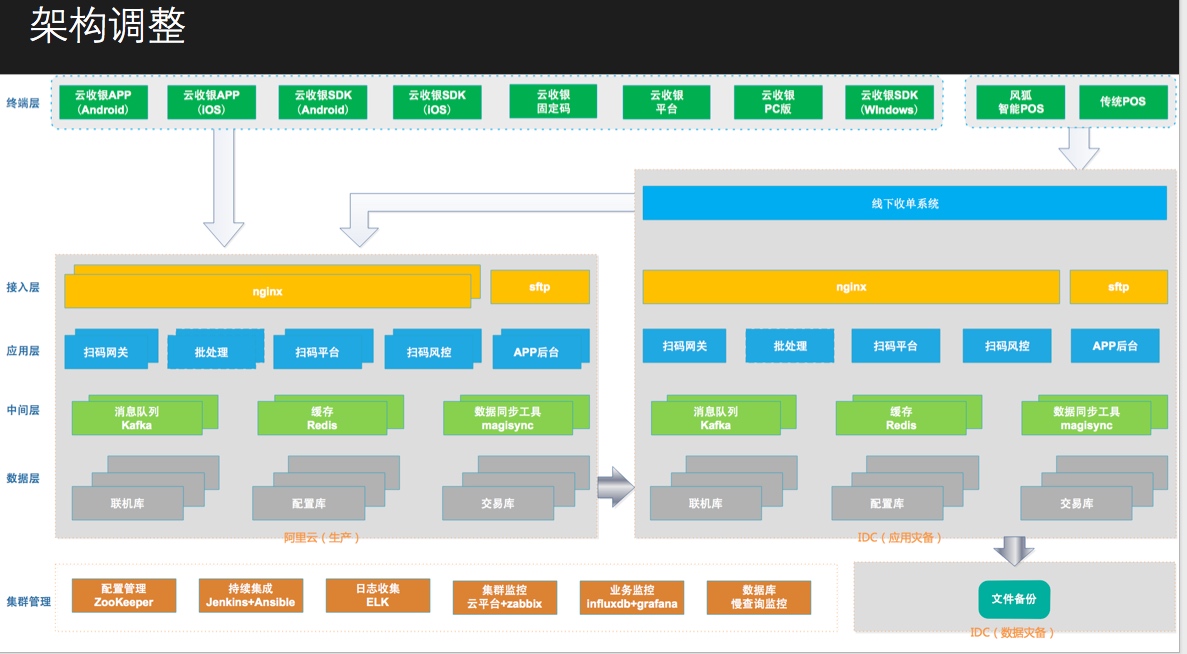 架构调整
终端层
云收银APP
(Android)
云收银APP
(IOS)
云收银SDK
(Android)
云收银SDK
(IOS)
云收银
固定码
云收银
平台
云收银
PC版
云收银SDK
(Windows)
风狐
智能POS
传统POS
线下收单系统
接入层
nginx
sftp
nginx
sftp
应用层
扫码网关
批处理
扫码平台
扫码风控
APP后台
扫码网关
批处理
扫码平台
扫码风控
APP后台
中间层
消息队列
Kafka
缓存
Redis
数据同步工具
magisync
消息队列
Kafka
缓存
Redis
数据同步工具
magisync
数据层
联机库
配置库
交易库
联机库
配置库
交易库
阿里云（生产）
IDC（应用灾备）
集群管理
配置管理
ZooKeeper
持续集成
Jenkins+Ansible
日志收集
ELK
集群监控
云平台+zabbix
业务监控
influxdb+grafana
数据库
慢查询监控
文件备份
IDC（数据灾备）